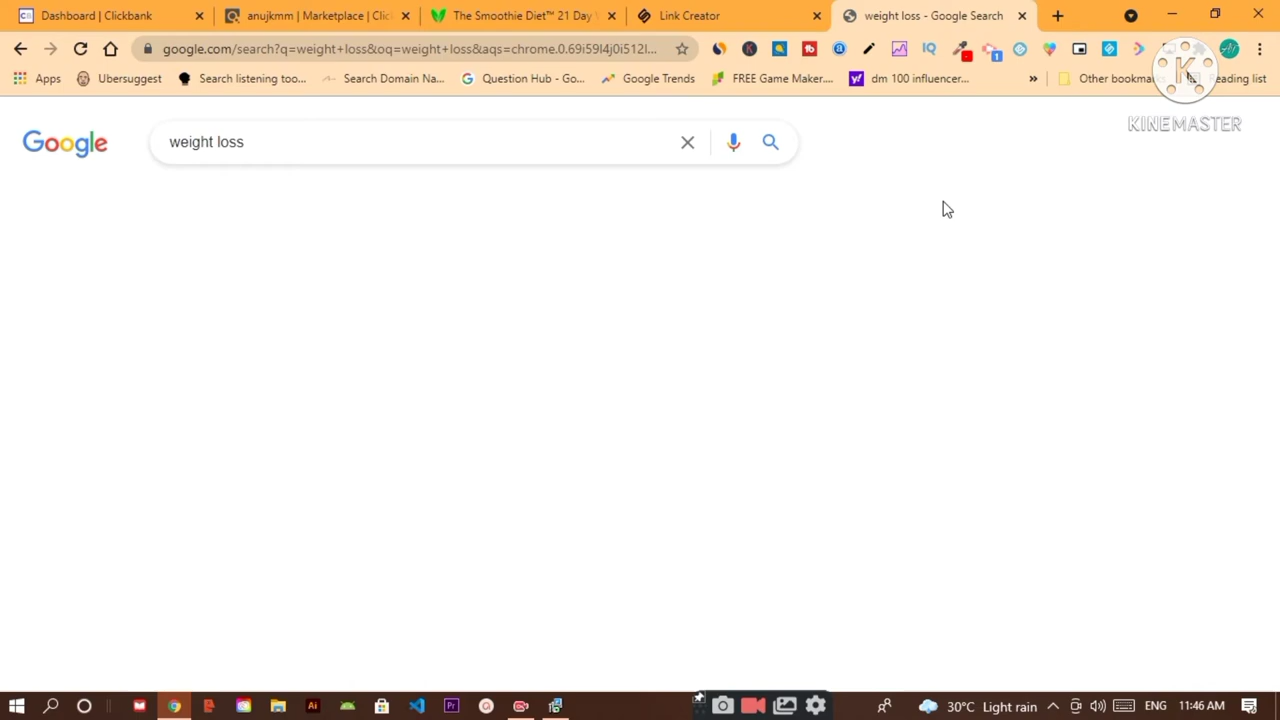 Dashboard | Clickbank
anujkmm | Marketplace | Click
The Smoothie Diet™ 21 Day
Link Creator
weight loss - Google Search
google.com/search?q=weight+loss&oq=weight+loss&aqs=chrome.0.69i59l4j0i512l...
Apps
Ubersuggest
Search listening too...
Search Domain Na...
Question Hub - Go...
Google Trends
FREE Game Maker....
dm 100 influencer...
»
Other bookmarks
Reading list
KINEMASTER
Google
weight loss
30°C Light rain
ENG
11:46 AM